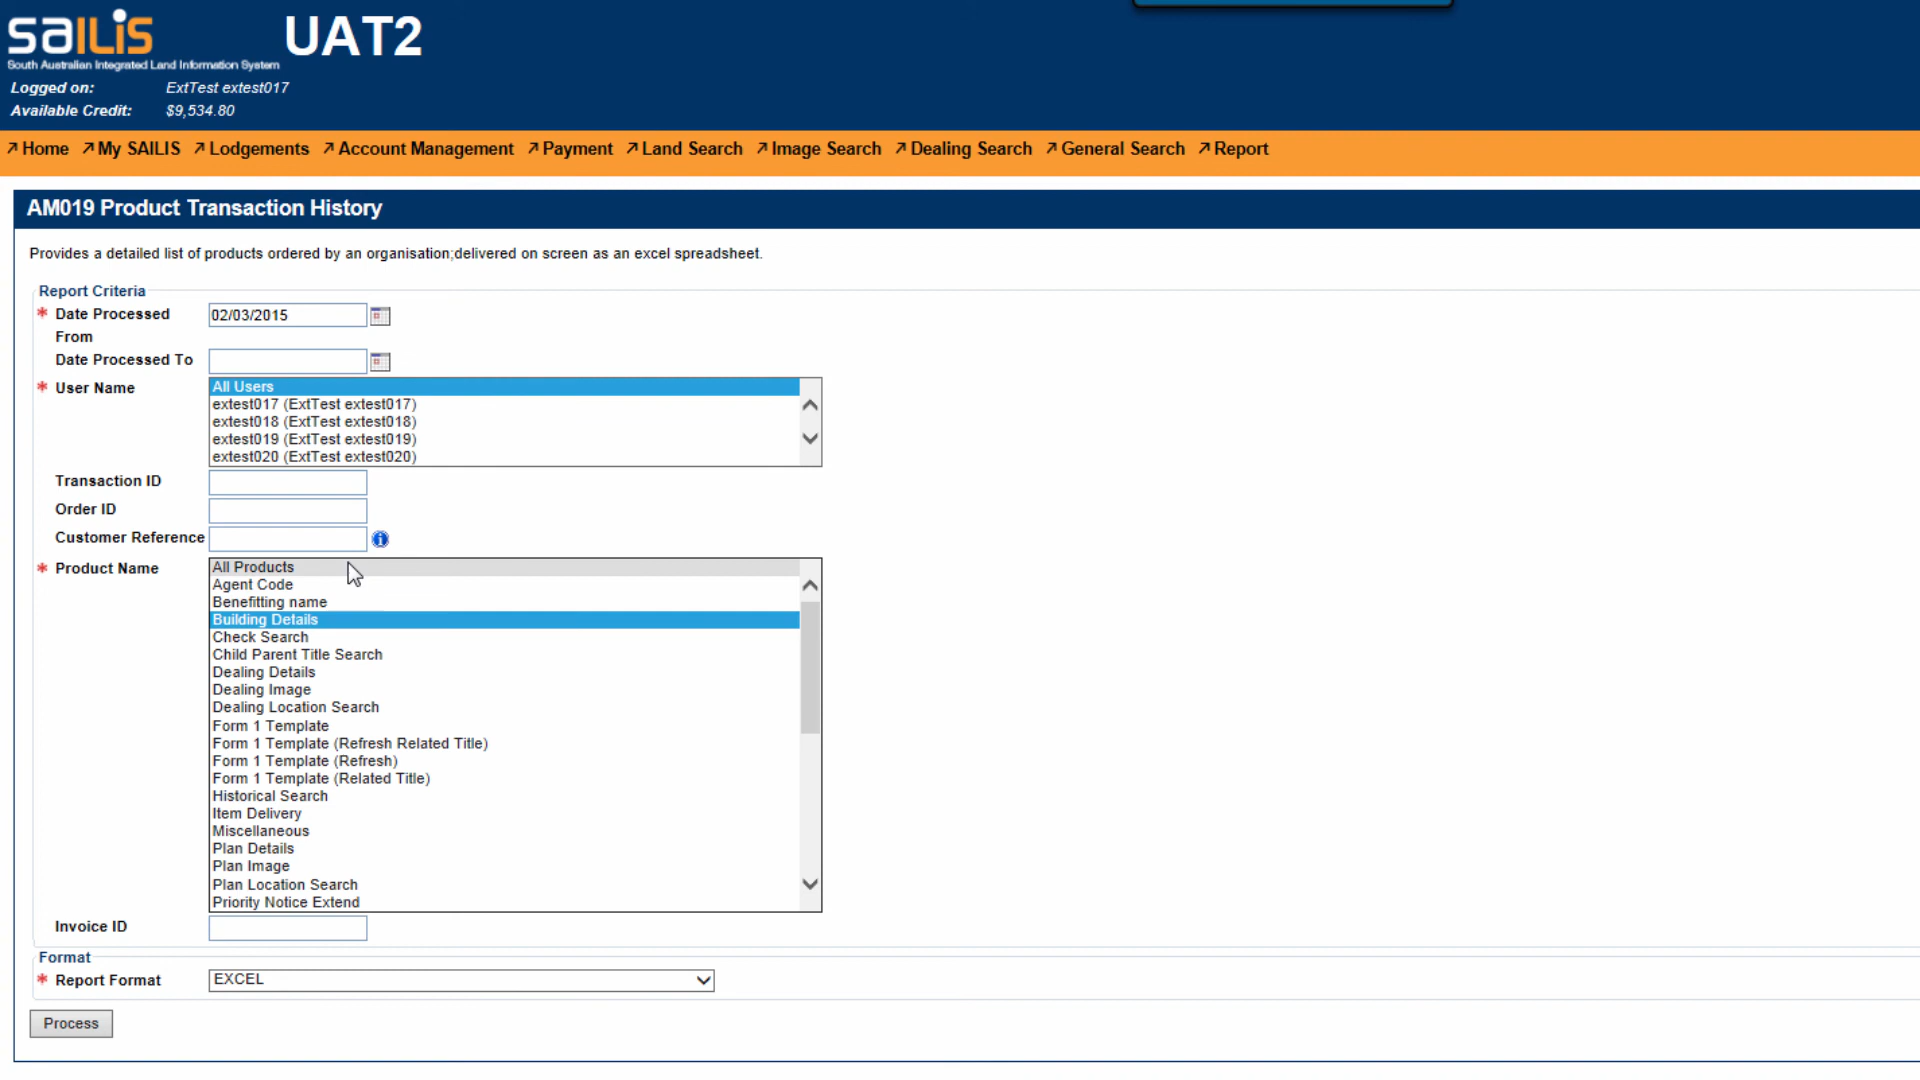 saILIS UAT2
South Australian Integrated Land Information System
Logged on: ExtTest extest017
Available Credit: $9,534.80
Home My SAILIS Lodgements Account Management Payment Land Search Image Search Dealing Search General Search Report
AM019 Product Transaction History
Provides a detailed list of products ordered by an organisation;delivered on screen as an excel spreadsheet.
Report Criteria
* Date Processed From 02/03/2015
Date Processed To
* User Name All Users
extest017 (ExtTest extest017)
extest018 (ExtTest extest018)
extest019 (ExtTest extest019)
extest020 (ExtTest extest020)
Transaction ID
Order ID
Customer Reference
* Product Name All Products
Agent Code
Benefitting name
Building Details
Check Search
Child Parent Title Search
Dealing Details
Dealing Image
Dealing Location Search
Form 1 Template
Form 1 Template (Refresh Related Title)
Form 1 Template (Refresh)
Form 1 Template (Related Title)
Historical Search
Item Delivery
Miscellaneous
Plan Details
Plan Image
Plan Location Search
Priority Notice Extend
Invoice ID
Format
* Report Format EXCEL
Process